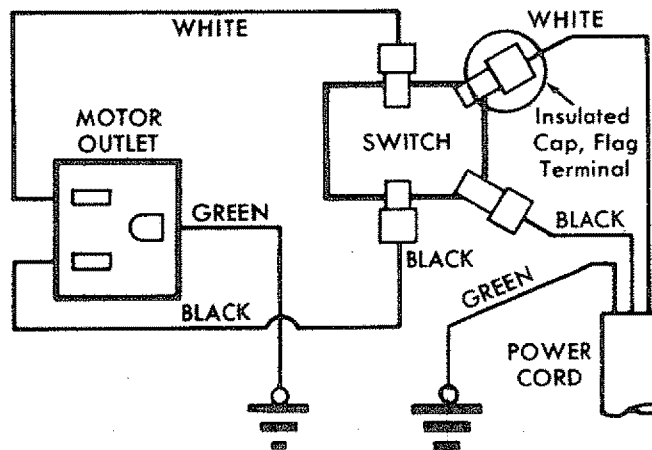 WHITE
WHITE
MOTOR
OUTLET
SWITCH
Insulated
Cap, Flag
Terminal
GREEN
BLACK
BLACK
GREEN
BLACK
POWER
CORD